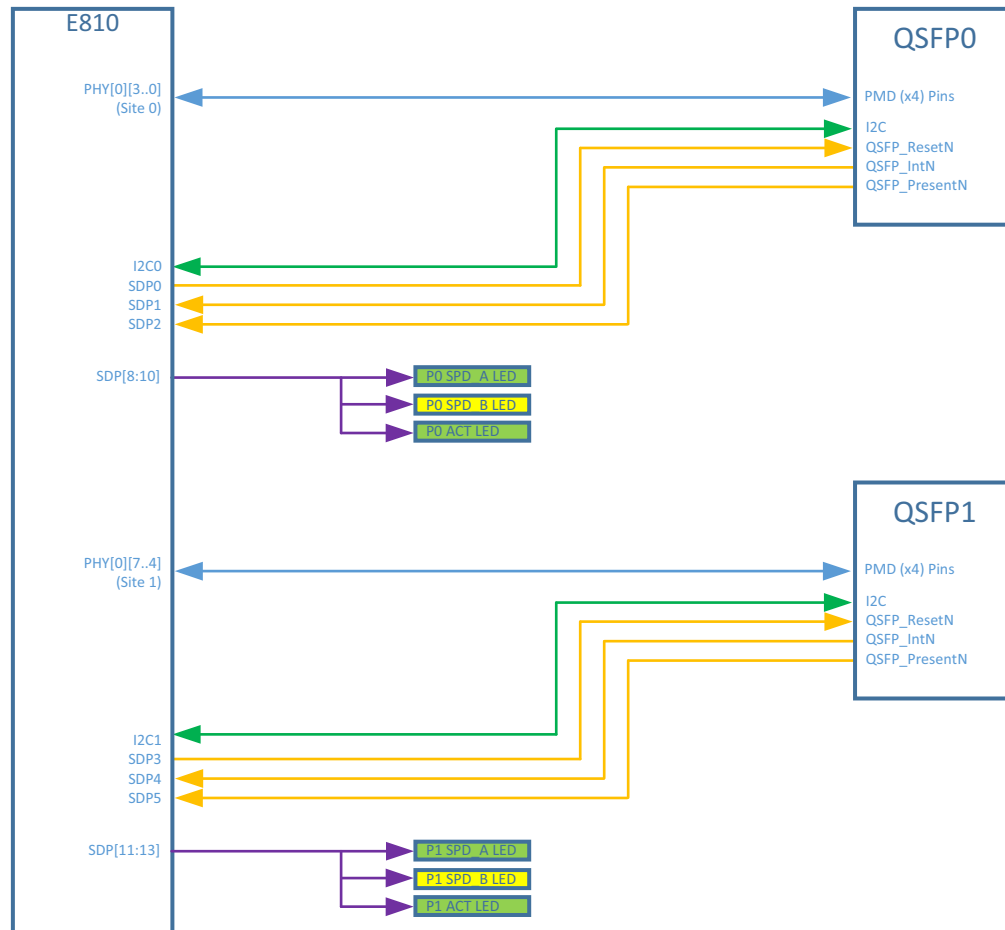 E810
QSFP0
PHY[0][3..0]
(Site 0)
PMD (x4) Pins
I2C
QSFP_ResetN
QSFP_IntN
QSFP_PresentN
I2C0
SDP0
SDP1
SDP2
SDP[8:10]
P0 SPD_A LED
P0 SPD_B LED
P0 ACT LED
QSFP1
PHY[0][7..4]
(Site 1)
PMD (x4) Pins
I2C
QSFP_ResetN
QSFP_IntN
QSFP_PresentN
I2C1
SDP3
SDP4
SDP5
SDP[11:13]
P1 SPD_A LED
P1 SPD_B LED
P1 ACT LED